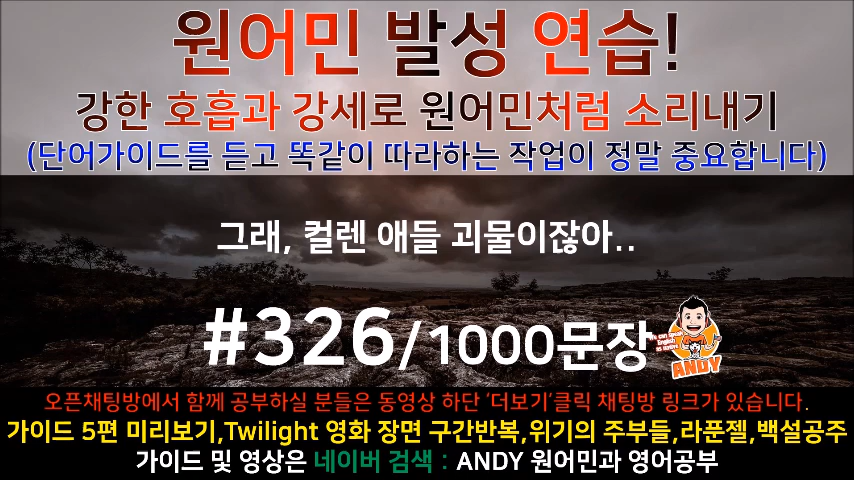 원어민 발성 연습!
강한 호흡과 강세로 원어민처럼 소리내기
(단어가이드를 듣고 똑같이 따라하는 작업이 정말 중요합니다)
그래, 컬렌 애들 괴물이잖아..
#326/1000문장
ANDY
오픈채팅방에서 함께 공부하실 분들은 동영상 하단 '더보기'클릭 채팅방 링크가 있습니다.
가이드 5편 미리보기,Twilight 영화 장면 구간반복,위기의 주부들,라푼젤,백설공주
가이드 및 영상은 네이버 검색 : ANDY 원어민과 영어공부